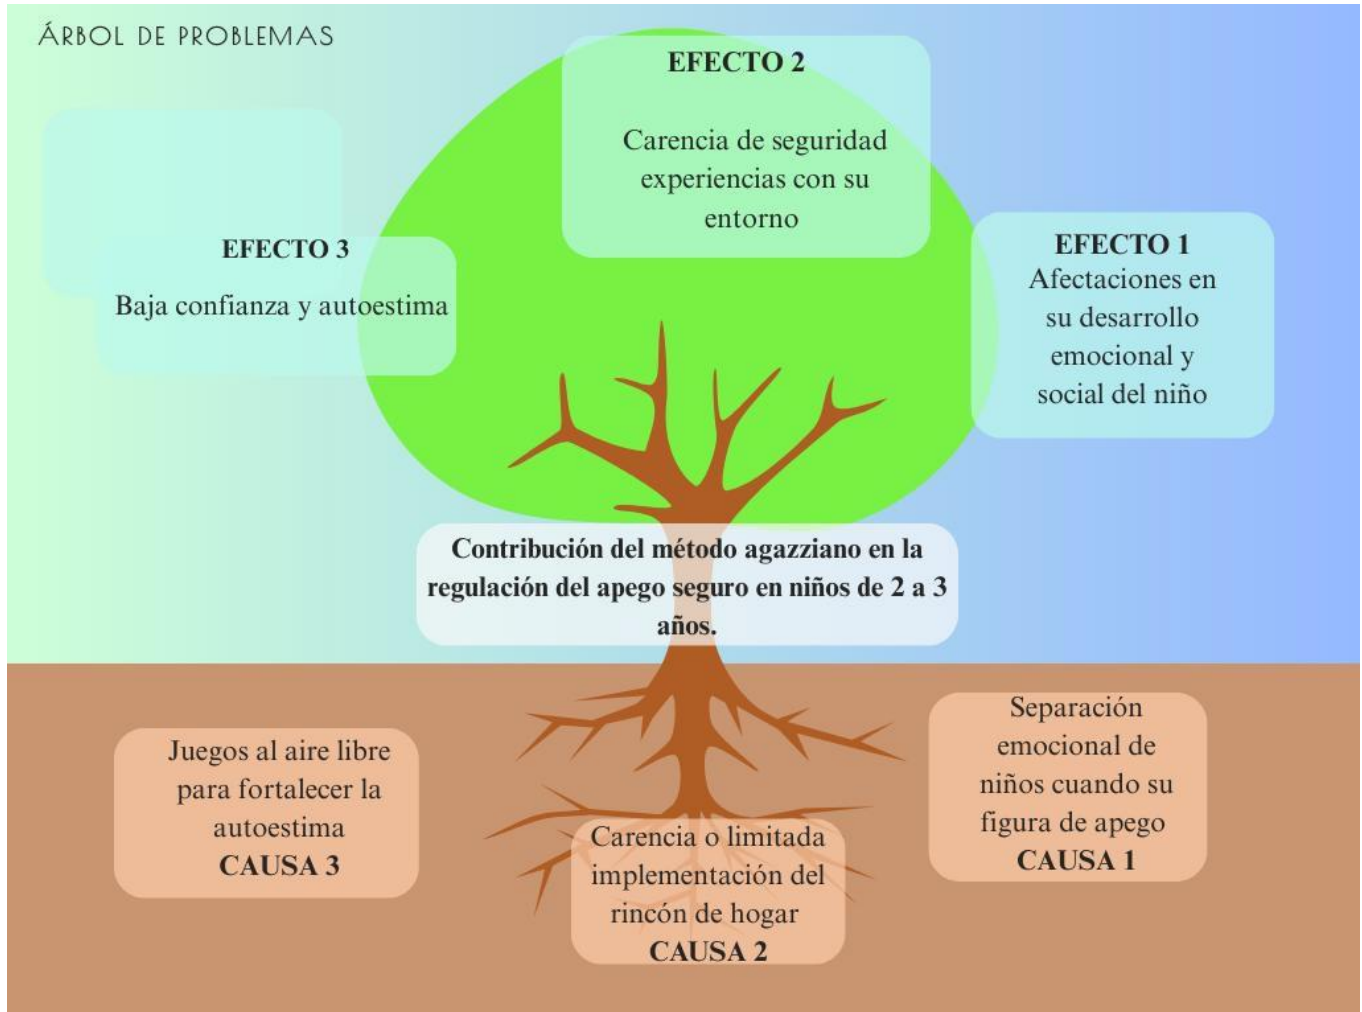 ÁRBOL DE PROBLEMAS
EFECTO 2
Carencia de seguridad
experiencias con su
entorno
EFECTO 3
Baja confianza y autoestima
EFECTO 1
Afectaciones en
su desarrollo
emocional y
social del niño
Contribución del método agazziano en la
regulación del apego seguro en niños de 2 a 3
años.
Juegos al aire libre
para fortalecer la
autoestima
CAUSA 3
Carencia o limitada
implementación del
rincón de hogar
CAUSA 2
Separación
emocional de
niños cuando su
figura de apego
CAUSA 1